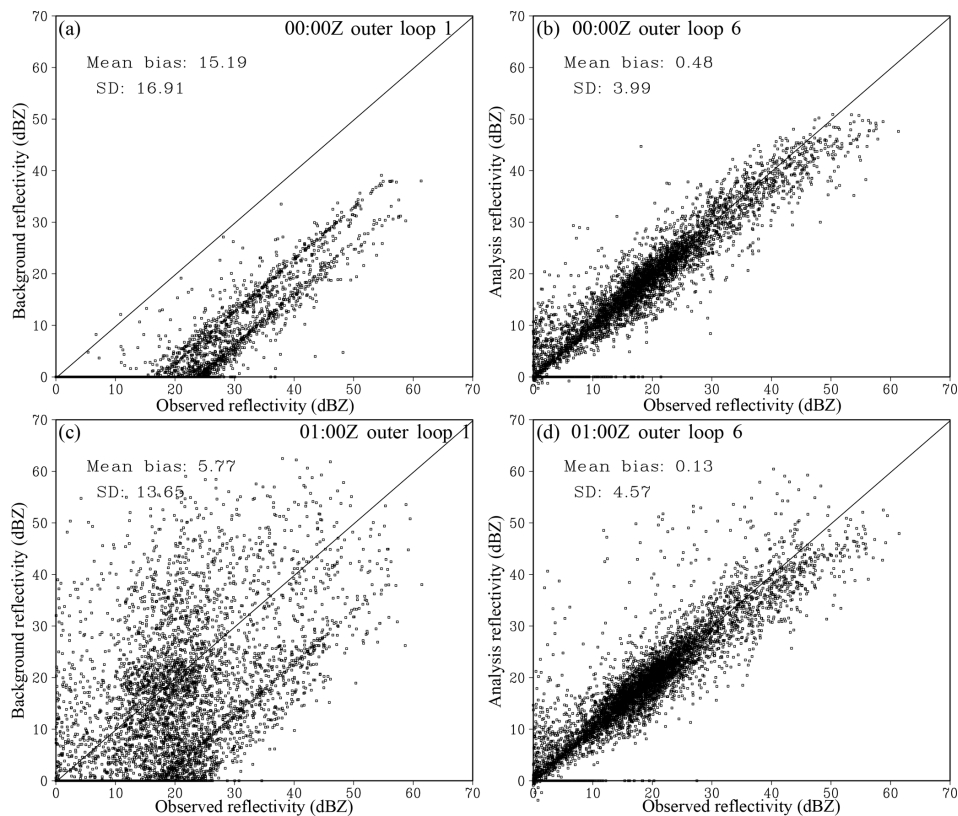 (a) 00:00Z outer loop 1
Mean bias: 15.19
SD: 16.91
Background reflectivity (dBZ)
70
60
50
40
30
20
10
0
0 10 20 30 40 50 60 70
Observed reflectivity (dBZ)
(b) 00:00Z outer loop 6
Mean bias: 0.48
SD: 3.99
Analysis reflectivity (dBZ)
70
60
50
40
30
20
10
0
0 10 20 30 40 50 60 70
Observed reflectivity (dBZ)
(c) 01:00Z outer loop 1
Mean bias: 5.77
SD: 13.65
Background reflectivity (dBZ)
70
60
50
40
30
20
10
0
0 10 20 30 40 50 60 70
Observed reflectivity (dBZ)
(d) 01:00Z outer loop 6
Mean bias: 0.13
SD: 4.57
Analysis reflectivity (dBZ)
70
60
50
40
30
20
10
0
0 10 20 30 40 50 60 70
Observed reflectivity (dBZ)